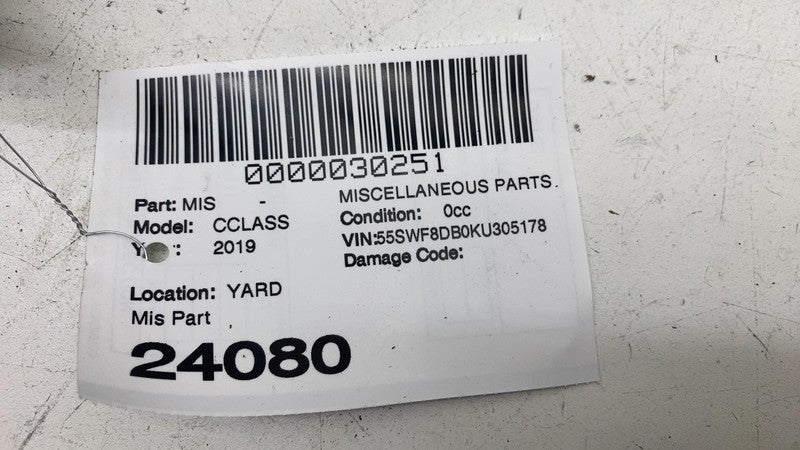 0000030251
Part: MIS - MISCELLANEOUS PARTS
Model: CCLASS Condition: 0cc
Y : 2019 VIN:55SWF8DB0KU305178
Damage Code:
Location: YARD
Mis Part
24080